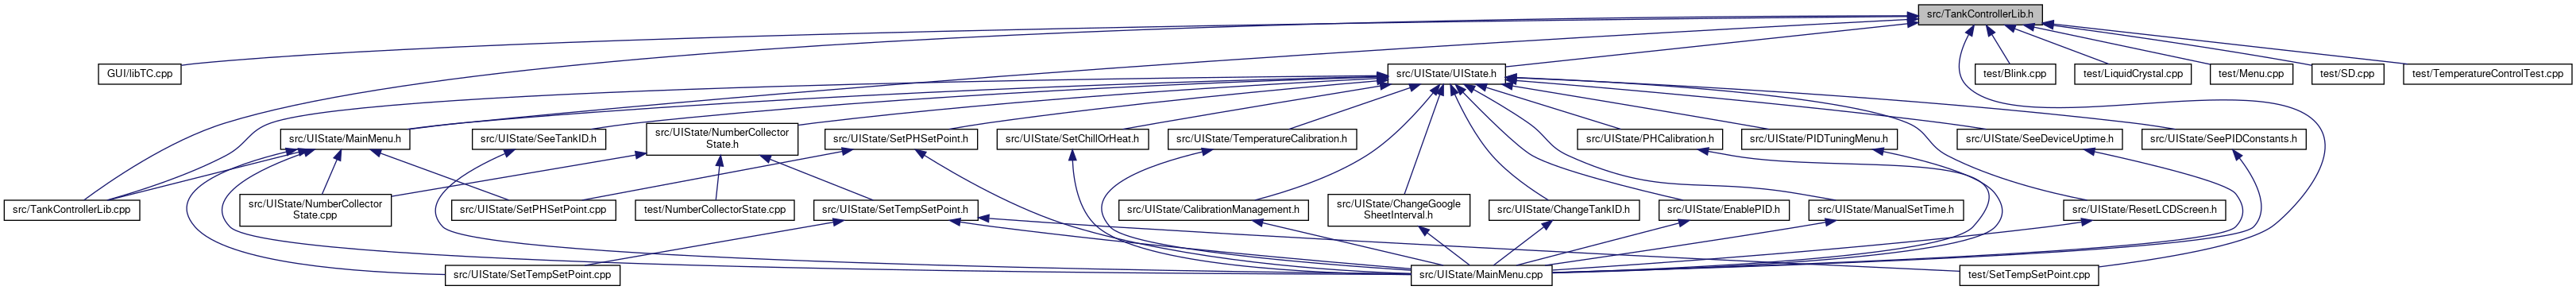 src/TankControllerLib.h
GUI/libTC.cpp
src/UIState/UIState.h
test/Blink.cpp
test/LiquidCrystal.cpp
test/Menu.cpp
test/SD.cpp
test/TemperatureControlTest.cpp
src/UIState/MainMenu.h
src/UIState/SeeTankID.h
src/UIState/NumberCollector
State.h
src/UIState/SetPHSetPoint.h
src/UIState/SetChillOrHeat.h
src/UIState/TemperatureCalibration.h
src/UIState/PHCalibration.h
src/UIState/PIDTuningMenu.h
src/UIState/SeeDeviceUptime.h
src/UIState/SeePIDConstants.h
src/TankControllerLib.cpp
src/UIState/NumberCollector
State.cpp
src/UIState/SetPHSetPoint.cpp
test/NumberCollectorState.cpp
src/UIState/SetTempSetPoint.h
src/UIState/CalibrationManagement.h
src/UIState/ChangeGoogle
SheetInterval.h
src/UIState/ChangeTankID.h
src/UIState/EnablePID.h
src/UIState/ManualSetTime.h
src/UIState/ResetLCDScreen.h
src/UIState/SetTempSetPoint.cpp
src/UIState/MainMenu.cpp
test/SetTempSetPoint.cpp